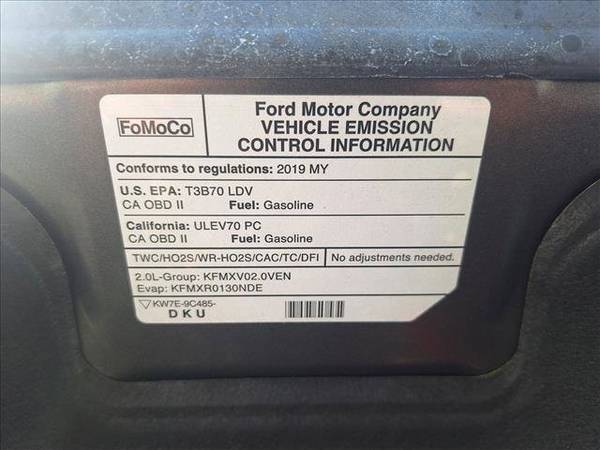 FoMoCo
Ford Motor Company
VEHICLE EMISSION
CONTROL INFORMATION
Conforms to regulations: 2019 MY
U.S. EPA: T3B70 LDV
CA OBD II Fuel: Gasoline
California: ULEV70 PC
CA OBD II Fuel: Gasoline
TWC/HO2S/WR-HO2S/CAC/TC/DFI No adjustments needed.
2.0L-Group: KFMXV02.0VEN
Evap: KFMXR0130NDE
KW7E-9C485-
DKU